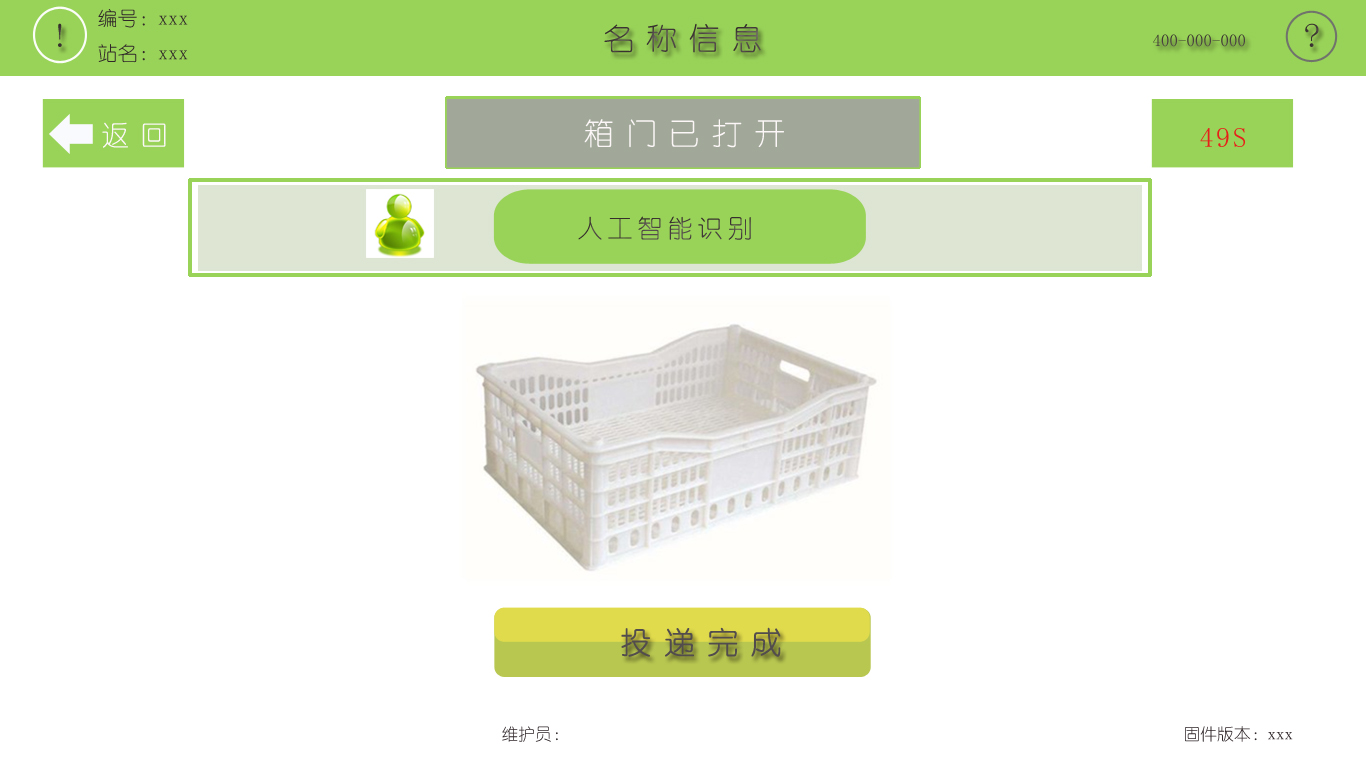 !
编号：xxx
站名：xxx
名称信息
400-000-000
?
返回
箱门已打开
49S
人工智能识别
投递完成
维护员：
固件版本：xxx